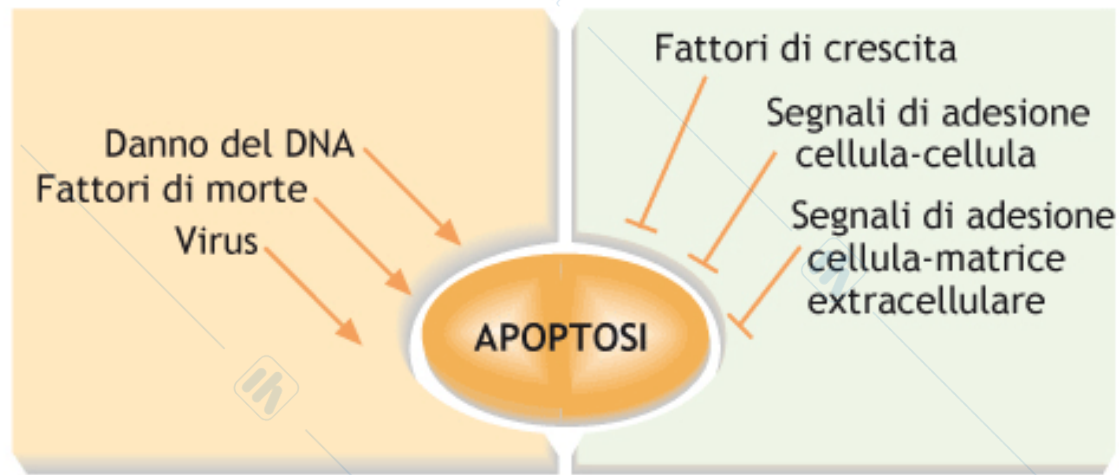 Danno del DNA
Fattori di morte
Virus
APOPTOSI
Fattori di crescita
Segnali di adesione
cellula-cellula
Segnali di adesione
cellula-matrice
extracellulare